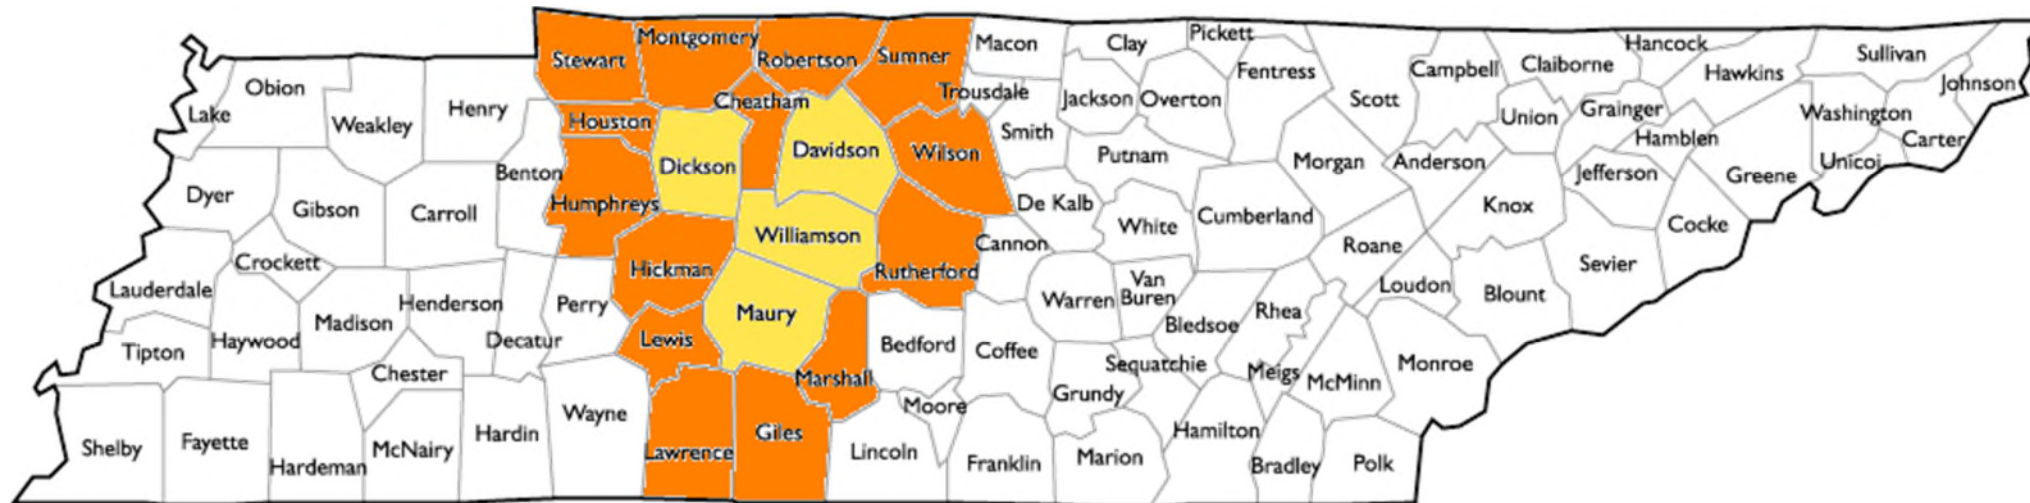 Stewart
Montgomery
Robertson
Sumner
Macon
Clay
Pickett
Fentress
Scott
Campbell
Claiborne
Hancock
Hawkins
Sullivan
Johnson
Lake
Obion
Weakley
Henry
Houston
Cheatham
Trousdale
Jackson
Overton
Union
Grainger
Hamblen
Washington
Carter
Unicoi
Benton
Dickson
Davidson
Wilson
Smith
Putnam
Morgan
Anderson
Jefferson
Greene
Dyer
Gibson
Carroll
Humphreys
Williamson
De Kalb
White
Cumberland
Roane
Knox
Cocke
Sevier
Crockett
Lauderdale
Haywood
Madison
Henderson
Decatur
Perry
Hickman
Maury
Rutherford
Cannon
Warren
Van
Buren
Bledsoe
Rhea
Loudon
Blount
Tipton
Chester
Lewis
Marshall
Bedford
Coffee
Sequatchie
Grundy
Meigs
McMinn
Monroe
Shelby
Fayette
Hardeman
McNairy
Hardin
Wayne
Lawrence
Giles
Moore
Lincoln
Franklin
Marion
Hamilton
Bradley
Polk